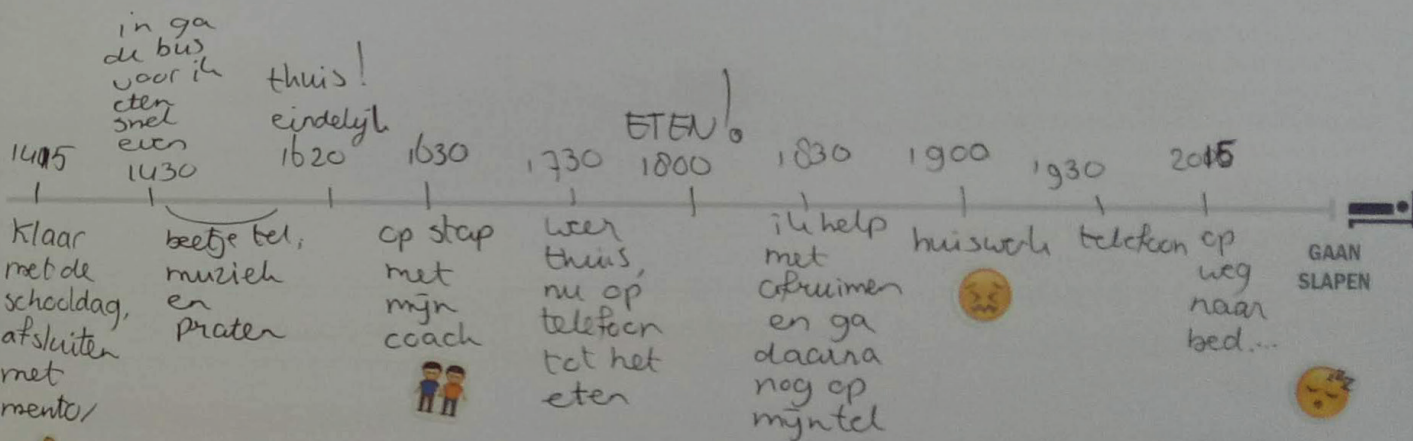 in ga
de bus
voor ik
eten
snel
even
thuis!
eindelijk
ETEN!
1415
1430
1620
1630
1730
1800
1830
1900
1930
2015
Klaar
met de
schooldag,
afsluiten
met
mentor
beetje tel,
muziek
en
praten
op stap
met
mijn
coach
weer
thuis,
nu op
telefoon
tot het
eten
ik help
met
afruimen
en ga
daarna
nog op
mijn tel
huiswerk
telefoon
op
weg
naar
bed...
GAAN
SLAPEN